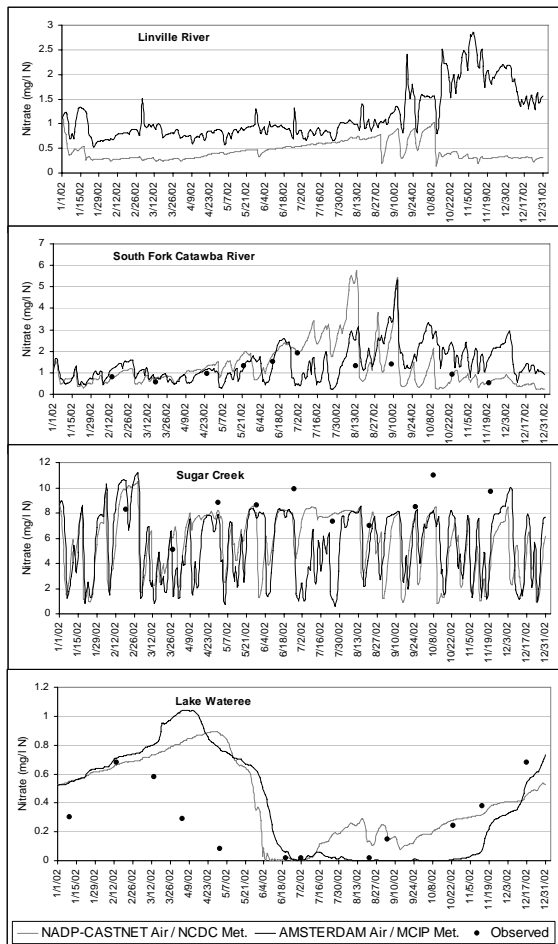 Linville River
Nitrate (mg/l N)
3
2.5
2
1.5
1
0.5
0
1/1/02 1/15/02 1/29/02 2/12/02 2/26/02 3/12/02 3/26/02 4/9/02 4/23/02 5/7/02 5/21/02 6/4/02 6/18/02 7/2/02 7/16/02 7/30/02 8/13/02 8/27/02 9/10/02 9/24/02 10/8/02 10/22/02 11/5/02 11/19/02 12/3/02 12/17/02 12/31/02
South Fork Catawba River
Nitrate (mg/l N)
7
6
5
4
3
2
1
0
1/1/02 1/15/02 1/29/02 2/12/02 2/26/02 3/12/02 3/26/02 4/9/02 4/23/02 5/7/02 5/21/02 6/4/02 6/18/02 7/2/02 7/16/02 7/30/02 8/13/02 8/27/02 9/10/02 9/24/02 10/8/02 10/22/02 11/5/02 11/19/02 12/3/02 12/17/02 12/31/02
Sugar Creek
Nitrate (mg/l N)
12
10
8
6
4
2
0
1/1/02 1/15/02 1/29/02 2/12/02 2/26/02 3/12/02 3/26/02 4/9/02 4/23/02 5/7/02 5/21/02 6/4/02 6/18/02 7/2/02 7/16/02 7/30/02 8/13/02 8/27/02 9/10/02 9/24/02 10/8/02 10/22/02 11/5/02 11/19/02 12/3/02 12/17/02 12/31/02
Lake Wateree
Nitrate (mg/l N)
1.2
1
0.8
0.6
0.4
0.2
0
1/1/02 1/15/02 1/29/02 2/12/02 2/26/02 3/12/02 3/26/02 4/9/02 4/23/02 5/7/02 5/21/02 6/4/02 6/18/02 7/2/02 7/16/02 7/30/02 8/13/02 8/27/02 9/10/02 9/24/02 10/8/02 10/22/02 11/5/02 11/19/02 12/3/02 12/17/02 12/31/02
NADP-CASTNET Air / NCDC Met. AMSTERDAM Air / MCIP Met. Observed